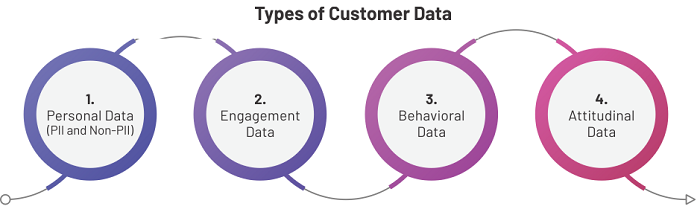 Types of Customer Data
1.
Personal Data
(PII and Non-PII)
2.
Engagement
Data
3.
Behavioral
Data
4.
Attitudinal
Data